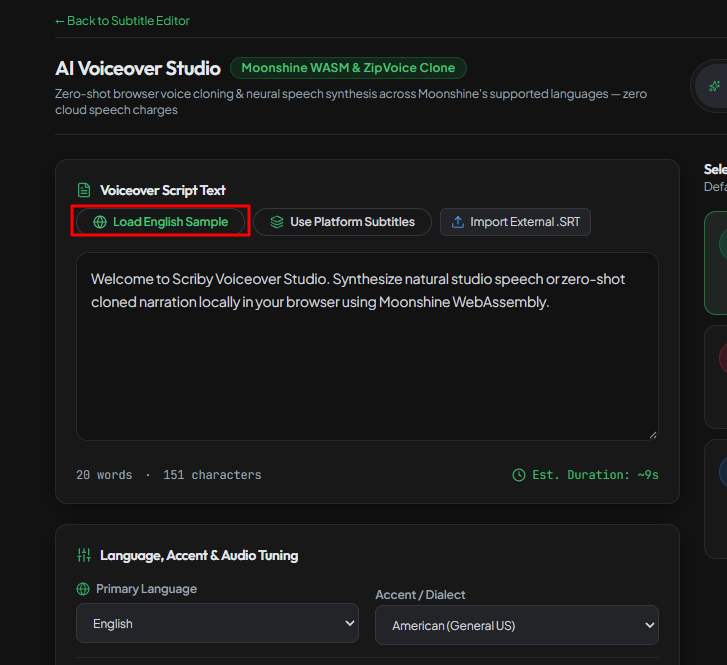 ← Back to Subtitle Editor
AI Voiceover Studio
Moonshine WASM & ZipVoice Clone
Zero-shot browser voice cloning & neural speech synthesis across Moonshine's supported languages — zero
cloud speech charges
Voiceover Script Text
Load English Sample
Use Platform Subtitles
Import External .SRT
Welcome to Scriby Voiceover Studio. Synthesize natural studio speech or zero-shot
cloned narration locally in your browser using Moonshine WebAssembly.
20 words · 151 characters
Est. Duration: ~9s
Language, Accent & Audio Tuning
Primary Language
Accent / Dialect
English
American (General US)